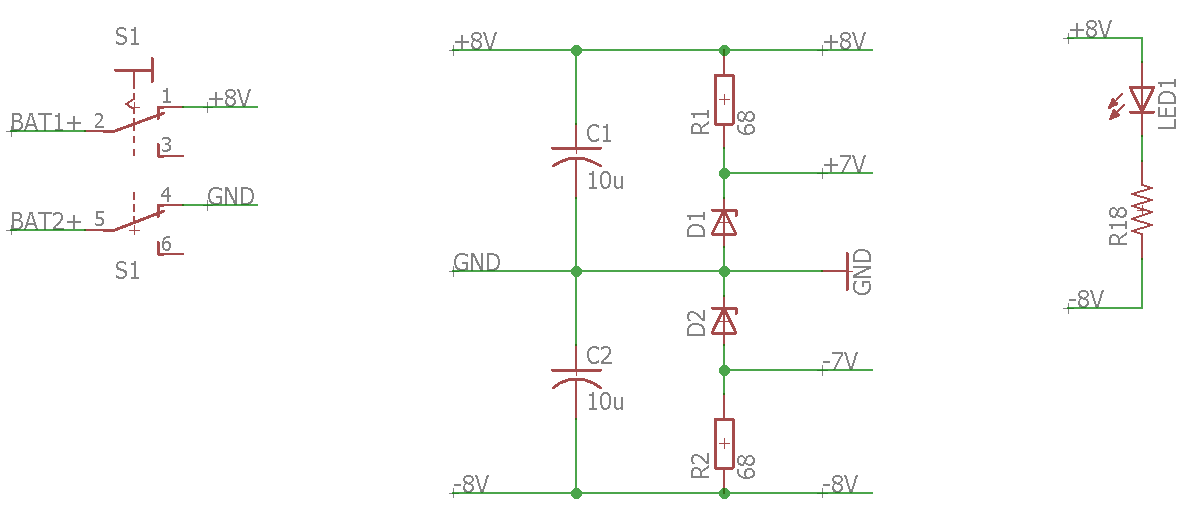 S1
1
+8V
BAT1+
2
3
4
GND
BAT2+
5
6
S1
+8V
+8V
R1
68
C1
10u
+7V
D1
GND
GND
D2
C2
10u
-7V
R2
68
-8V
-8V
+8V
LED1
R18
-8V